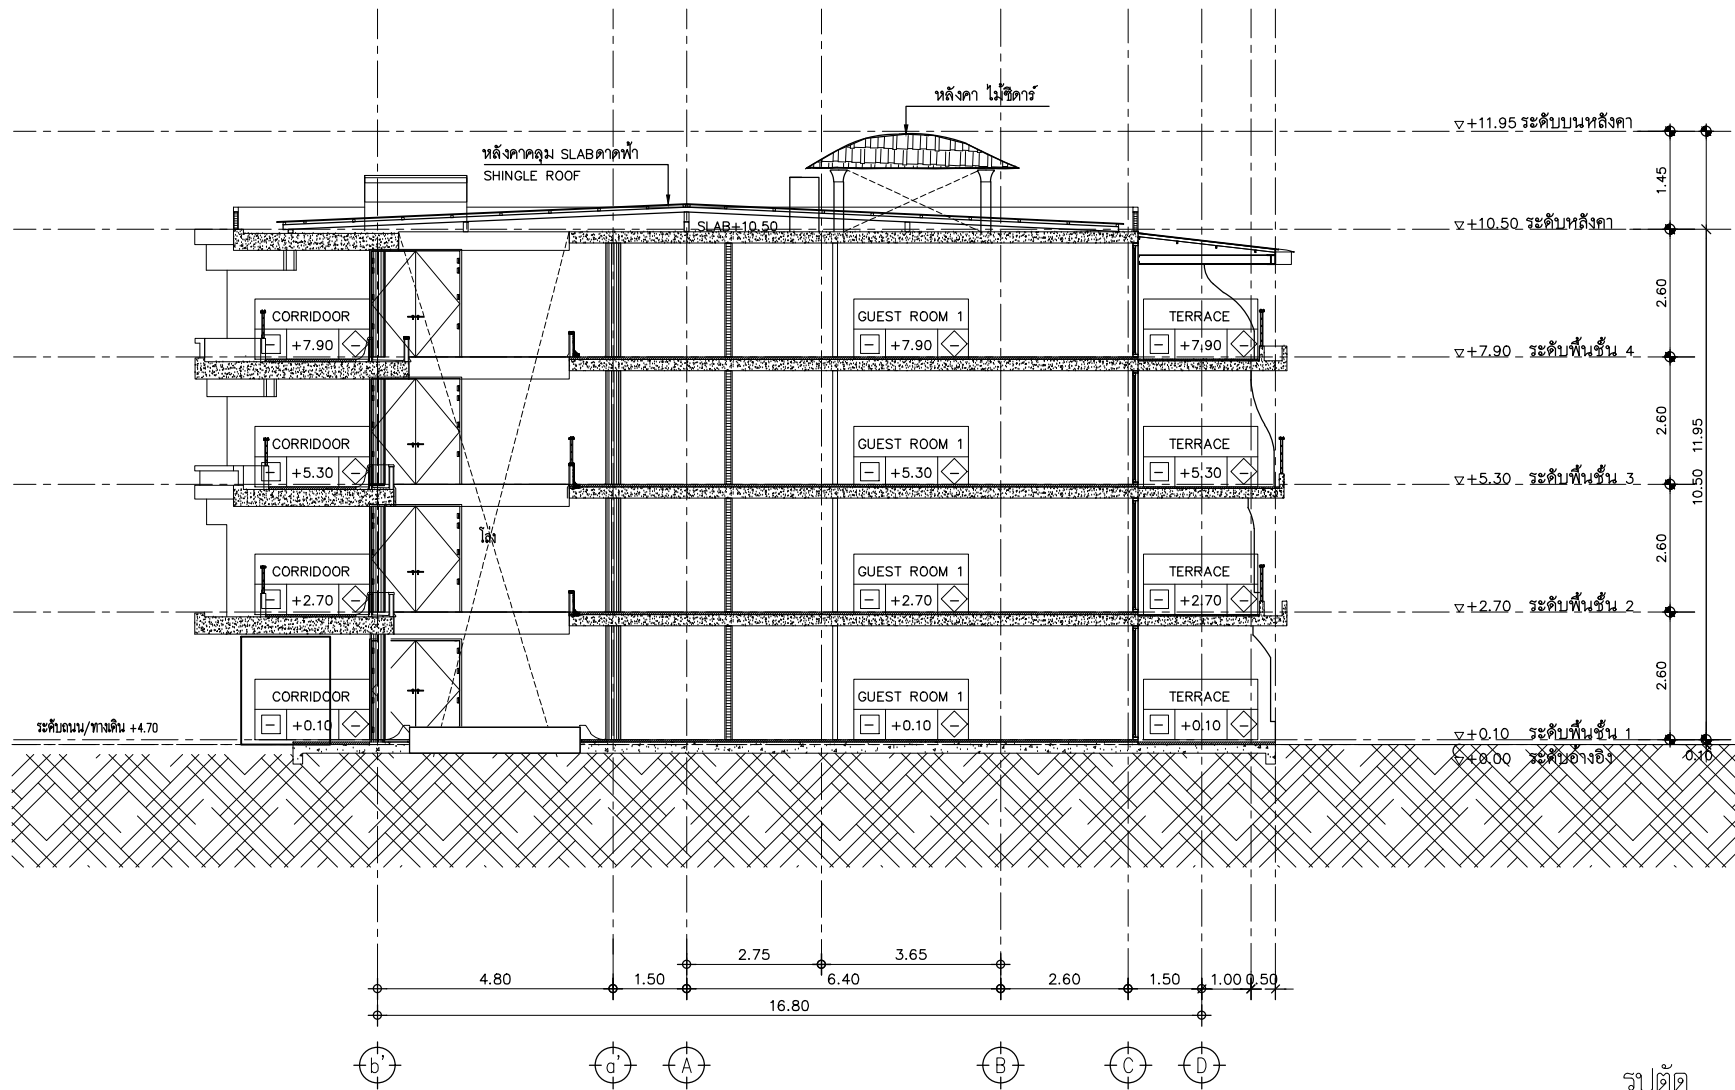 หลังคา ไม้ซีดาร์
+11.95 ระดับบนหลังคา
หลังคาคลุม SLABดาดฟ้า
SHINGLE ROOF
1.45
SLAB+10.50
+10.50 ระดับหลังคา
2.60
CORRIDOOR
GUEST ROOM 1
TERRACE
+7.90
+7.90
+7.90
+7.90 ระดับพื้นชั้น 4
2.60
11.95
10.50
CORRIDOOR
GUEST ROOM 1
TERRACE
+5.30
+5.30
+5.30
+5.30 ระดับพื้นชั้น 3
โล่ง
2.60
CORRIDOOR
GUEST ROOM 1
TERRACE
+2.70
+2.70
+2.70
+2.70 ระดับพื้นชั้น 2
2.60
CORRIDOOR
GUEST ROOM 1
TERRACE
ระดับถนน/ทางเดิน +4.70
+0.10
+0.10
+0.10
+0.10 ระดับพื้นชั้น 1
+0.00 ระดับอ้างอิง
0.10
2.75
3.65
4.80
1.50
6.40
2.60
1.50
1.00
0.50
16.80
b'
a'
A
B
C
D
รูปตัด